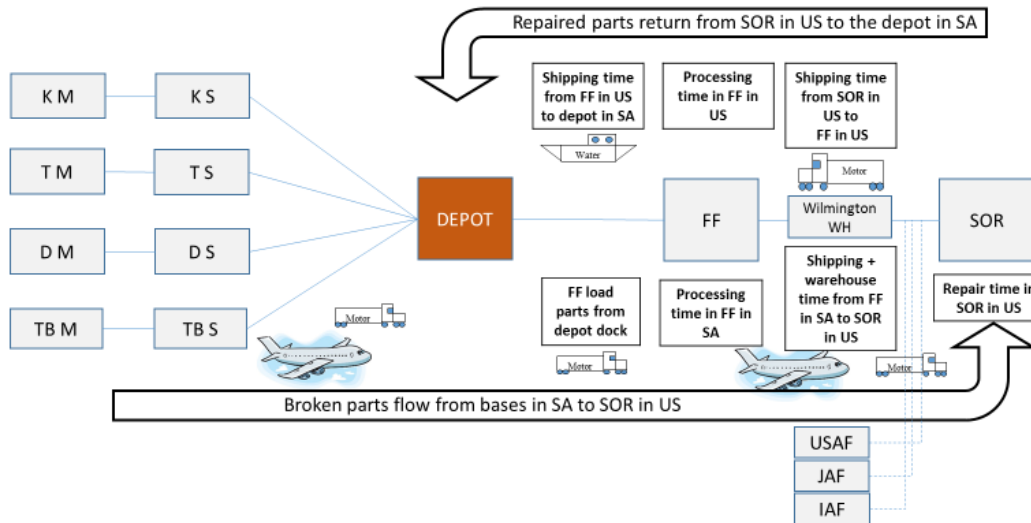 Repaired parts return from SOR in US to the depot in SA
K M
K S
T M
T S
D M
D S
TB M
TB S
DEPOT
Shipping time
from FF in US
to depot in SA
Water
Processing
time in FF in
US
Shipping time
from SOR in
US to
FF in US
Motor
FF
Wilmington
WH
SOR
Motor
FF load
parts from
depot dock
Motor
Processing
time in FF in
SA
Shipping +
warehouse
time from FF
in SA to SOR
in US
Motor
Repair time in
SOR in US
Broken parts flow from bases in SA to SOR in US
USAF
JAF
IAF